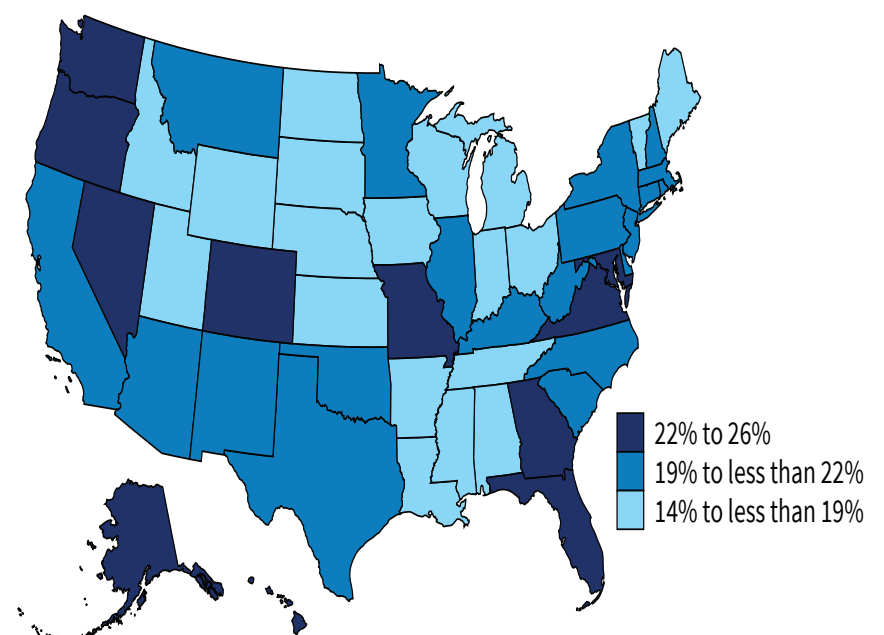 22% to 26%
19% to less than 22%
14% to less than 19%